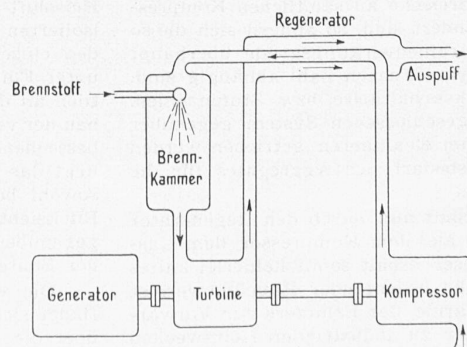 Regenerator
Brennstoff
Auspuff
Brenn-
Kammer
Generator
Turbine
Kompressor